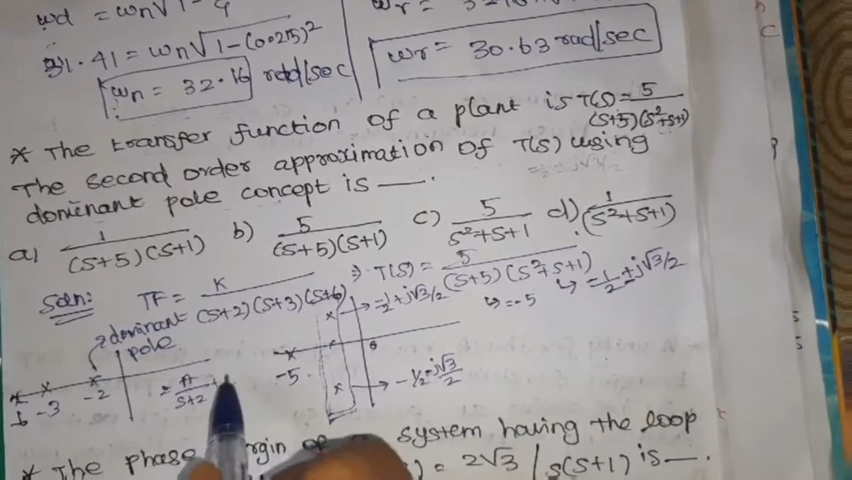 ωd = ωn√1-
31.41 = ωn√1-(0.025)²
ωn = 32.16 rad/sec
ωr =
ωr = 30.63 rad/sec
* The transfer function of a plant is T(s) = 5/(s+5)(s²+s+1)
The second order approximation of T(s) using
dominant pole concept is —.
a) 1/(s+5)(s+1) b) 5/(s+5)(s+1) c) 5/s²+s+1 d) 1/(s²+s+1)
Soln: TF = K/(s+2)(s+3)(s+6) ⇒ T(s) = 5/(s+5)(s²+s+1)
↳ = -5 ↳ = -1/2 ± j√3/2
dominant
pole
-6 -3 -2
= A/s+2 +
→ -1/2 + j√3/2
-5
→ -1/2 - j√3/2
* The phase margin of a system having the loop
) = 2√3 / s(s+1) is —.